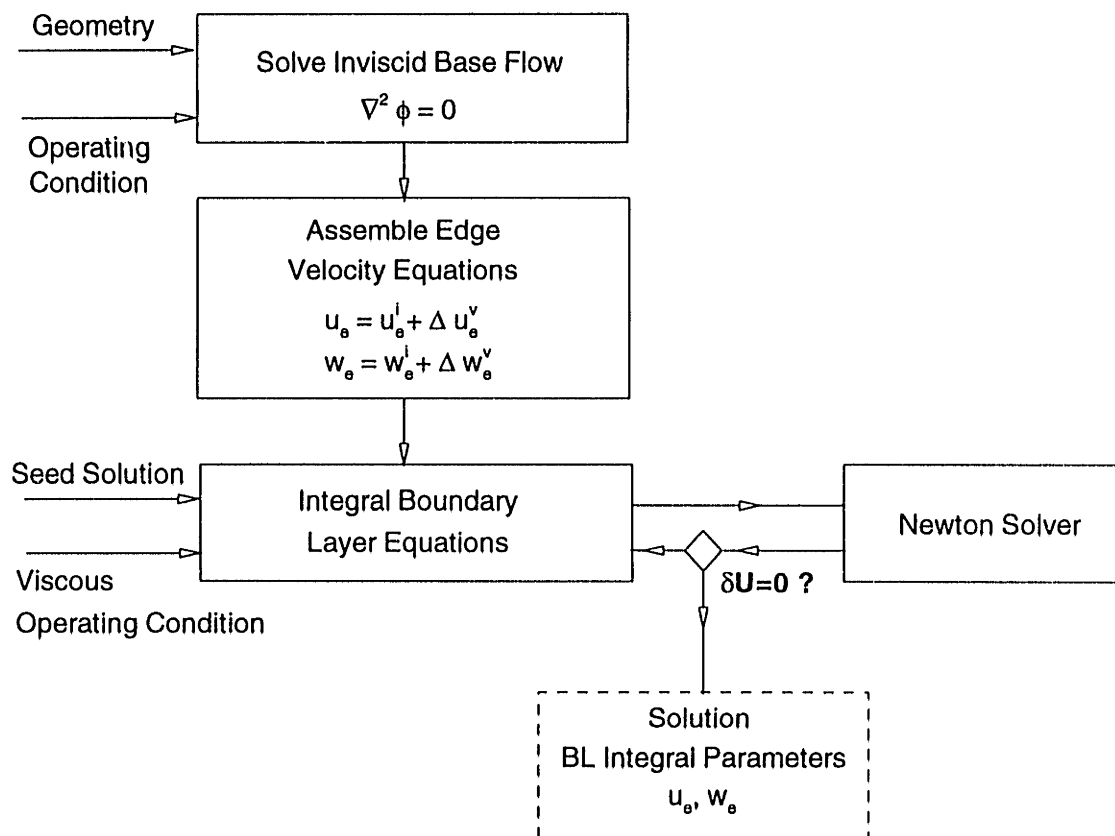 Geometry
Solve Inviscid Base Flow
∇² ϕ = 0
Operating
Condition
Assemble Edge
Velocity Equations
uₑ = uₑⁱ + Δ uₑᵛ
wₑ = wₑⁱ + Δ wₑᵛ
Seed Solution
Integral Boundary
Layer Equations
Newton Solver
Viscous
Operating Condition
δU=0 ?
Solution
BL Integral Parameters
uₑ, wₑ